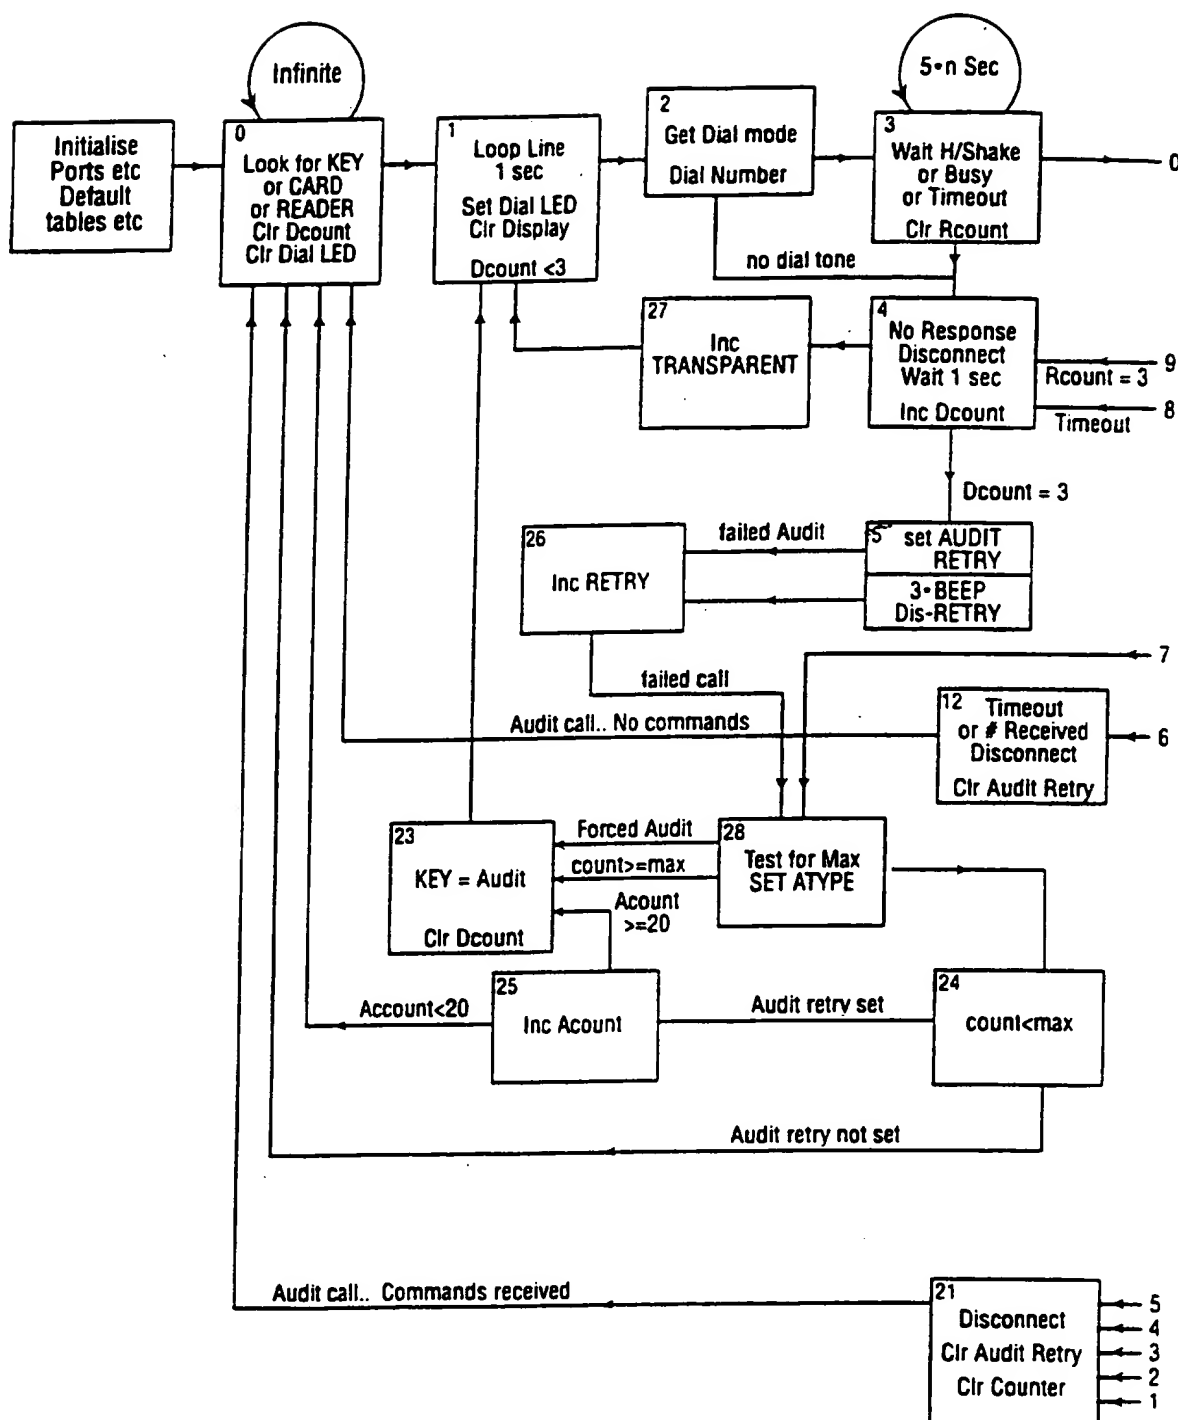 Infinite
5•n Sec
Initialise
Ports etc
Default
tables etc
0
Look for KEY
or CARD
or READER
Clr Dcount
Clr Dial LED
1
Loop Line
1 sec
Set Dial LED
Clr Display
Dcount <3
2
Get Dial mode
Dial Number
3
Wait H/Shake
or Busy
or Timeout
Clr Rcount
0
no dial tone
27
Inc
TRANSPARENT
4
No Response
Disconnect
Wait 1 sec
Inc Dcount
9
Rcount = 3
8
Timeout
Dcount = 3
26
Inc RETRY
failed Audit
5
set AUDIT
RETRY
3•BEEP
Dis-RETRY
7
failed call
Audit call.. No commands
12
Timeout
or # Received
Disconnect
Clr Audit Retry
6
23
KEY = Audit
Clr Dcount
Forced Audit
count>=max
Acount
>=20
28
Test for Max
SET ATYPE
Account<20
25
Inc Acount
Audit retry set
24
count<max
Audit retry not set
Audit call.. Commands received
21
Disconnect
Clr Audit Retry
Clr Counter
5
4
3
2
1